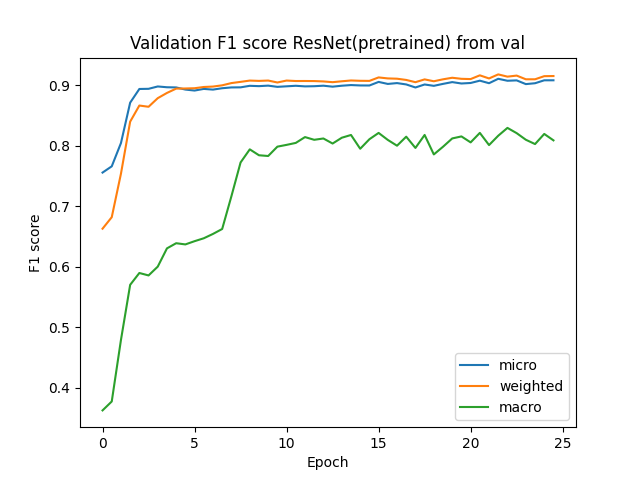 Validation F1 score ResNet(pretrained) from val
F1 score
0.9
0.8
0.7
0.6
0.5
0.4
0 5 10 15 20 25
Epoch
micro
weighted
macro